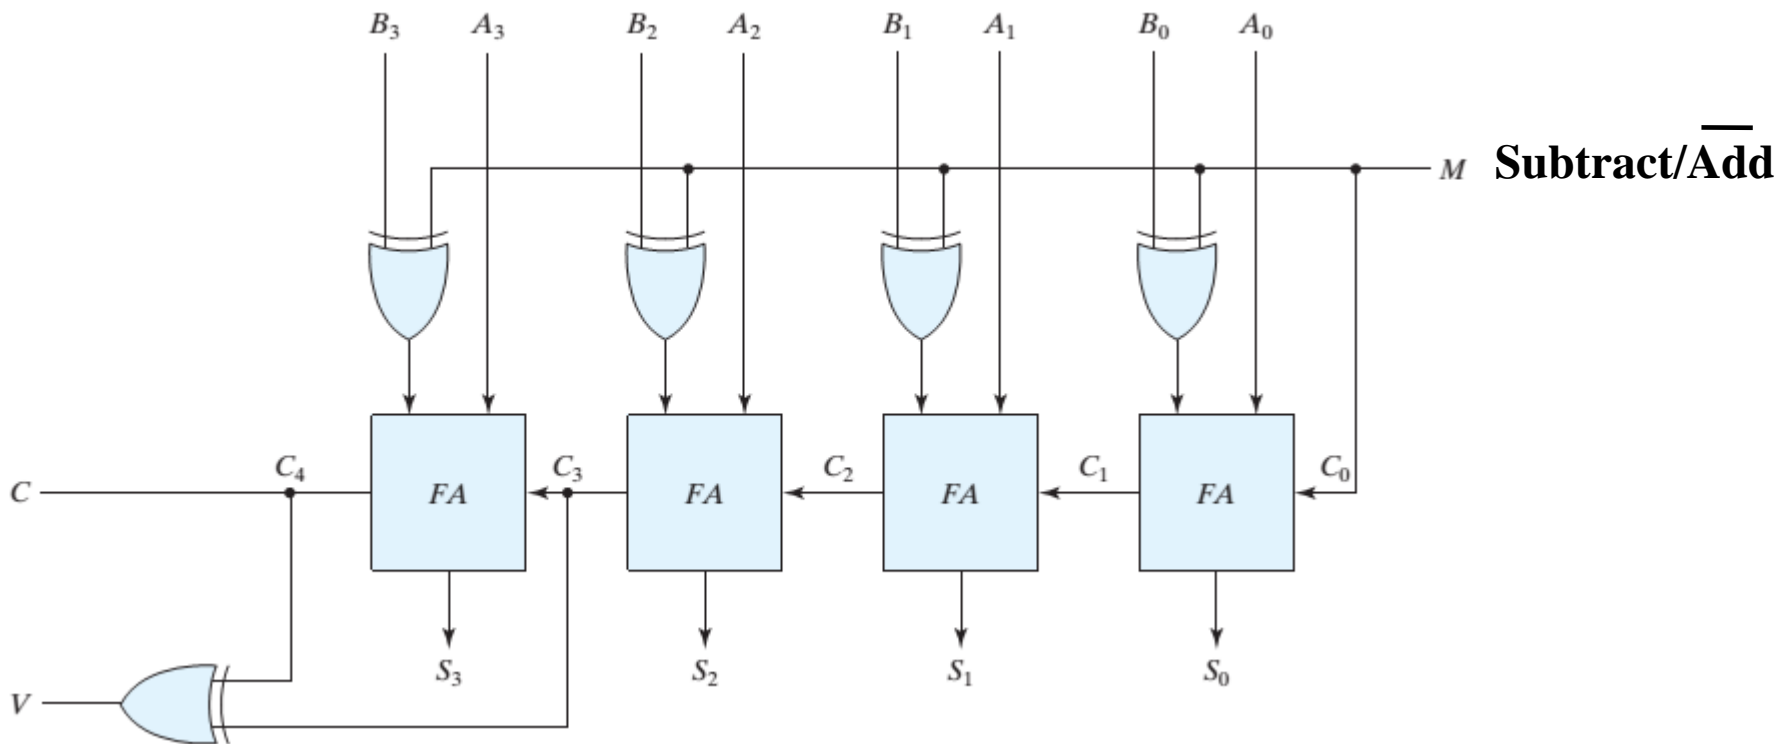 B₃ A₃ B₂ A₂ B₁ A₁ B₀ A₀
M Subtract/A̅d̅d̅
C₄ C₃ C₂ C₁ C₀
C FA FA FA FA
S₃ S₂ S₁ S₀
V